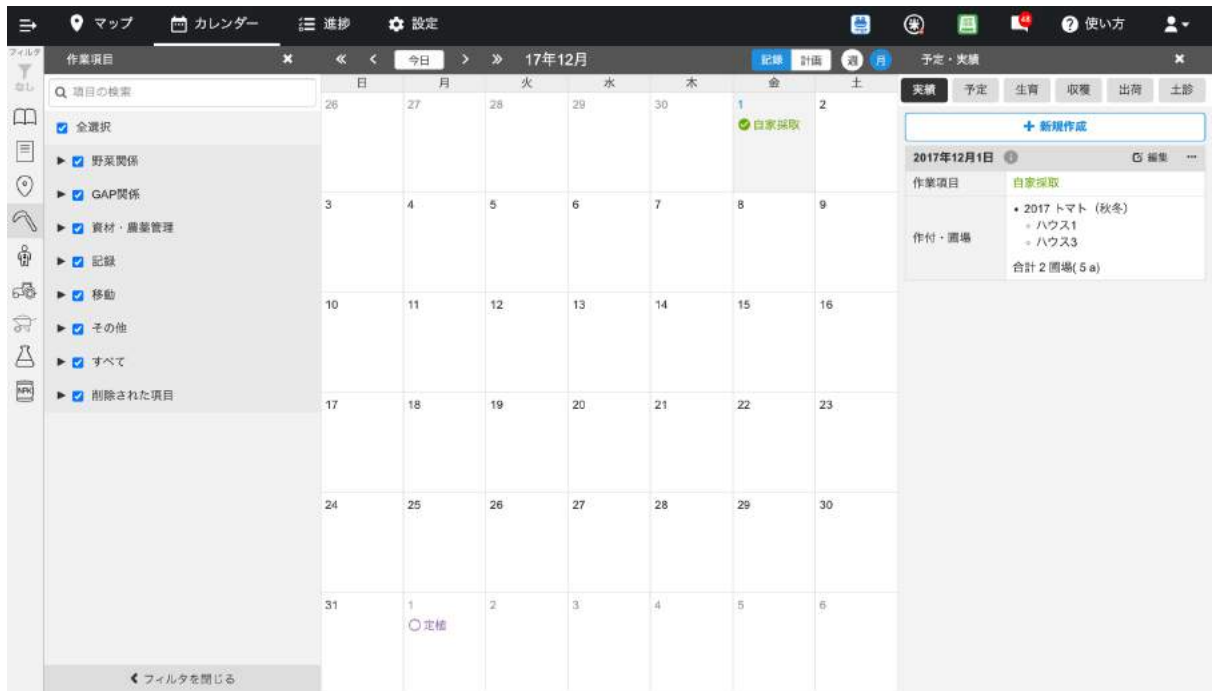 マップ カレンダー 進捗 設定 48 使い方
フィルタ
なし
作業項目 ×
項目の検索
全選択
野菜関係
GAP関係
資材・農薬管理
記録
移動
その他
すべて
削除された項目
フィルタを閉じる
NPK
« < 今日 > » 17年12月 記録 計画 週 月
日 月 火 水 木 金 土
26 27 28 29 30 1 2
自家採取
3 4 5 6 7 8 9
10 11 12 13 14 15 16
17 18 19 20 21 22 23
24 25 26 27 28 29 30
31 1 2 3 4 5 6
定植
予定・実績 ×
実績 予定 生育 収穫 出荷 土診
+ 新規作成
2017年12月1日 編集 …
作業項目 自家採取
作付・圃場
• 2017 トマト（秋冬）
◦ ハウス1
◦ ハウス3
合計 2 圃場( 5 a)